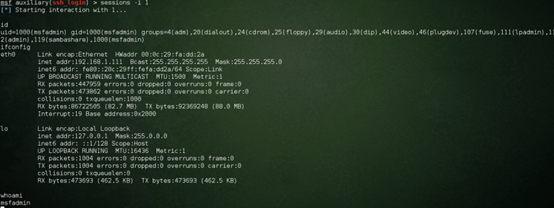 msf auxiliary(ssh_login) > sessions -i 1
[*] Starting interaction with 1...
id
uid=1000(msfadmin) gid=1000(msfadmin) groups=4(adm),20(dialout),24(cdrom),25(floppy),29(audio),30(dip),44(video),46(plugdev),107(fuse),111(lpadmin),11
2(admin),119(sambashare),1000(msfadmin)
ifconfig
eth0 Link encap:Ethernet HWaddr 00:0c:29:fa:dd:2a
inet addr:192.168.1.111 Bcast:255.255.255.255 Mask:255.255.255.0
inet6 addr: fe80::20c:29ff:fefa:dd2a/64 Scope:Link
UP BROADCAST RUNNING MULTICAST MTU:1500 Metric:1
RX packets:447959 errors:0 dropped:0 overruns:0 frame:0
TX packets:473862 errors:0 dropped:0 overruns:0 carrier:0
collisions:0 txqueuelen:1000
RX bytes:86722505 (82.7 MB) TX bytes:92369240 (88.0 MB)
Interrupt:19 Base address:0x2000
lo Link encap:Local Loopback
inet addr:127.0.0.1 Mask:255.0.0.0
inet6 addr: ::1/128 Scope:Host
UP LOOPBACK RUNNING MTU:16436 Metric:1
RX packets:1004 errors:0 dropped:0 overruns:0 frame:0
TX packets:1004 errors:0 dropped:0 overruns:0 carrier:0
collisions:0 txqueuelen:0
RX bytes:473693 (462.5 KB) TX bytes:473693 (462.5 KB)
whoami
msfadmin